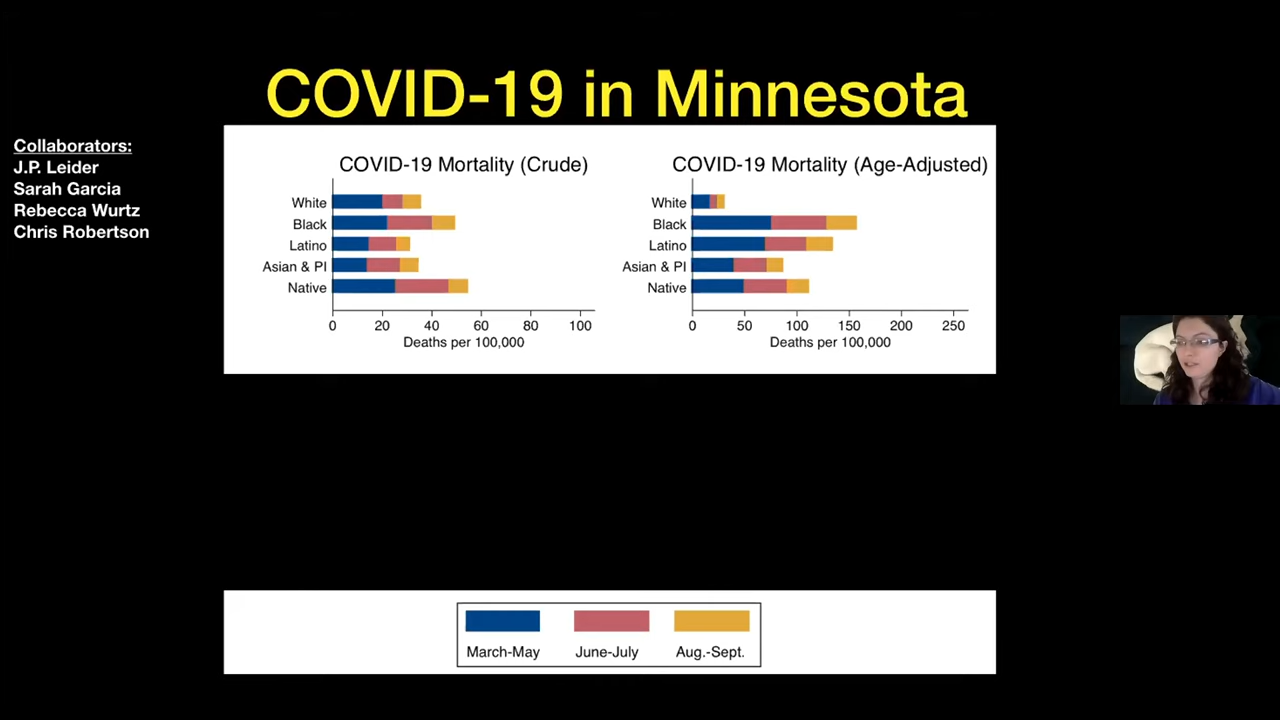 COVID-19 in Minnesota
Collaborators:
J.P. Leider
Sarah Garcia
Rebecca Wurtz
Chris Robertson
COVID-19 Mortality (Crude)
White
Black
Latino
Asian & PI
Native
0 20 40 60 80 100
Deaths per 100,000
COVID-19 Mortality (Age-Adjusted)
White
Black
Latino
Asian & PI
Native
0 50 100 150 200 250
Deaths per 100,000
March-May June-July Aug.-Sept.